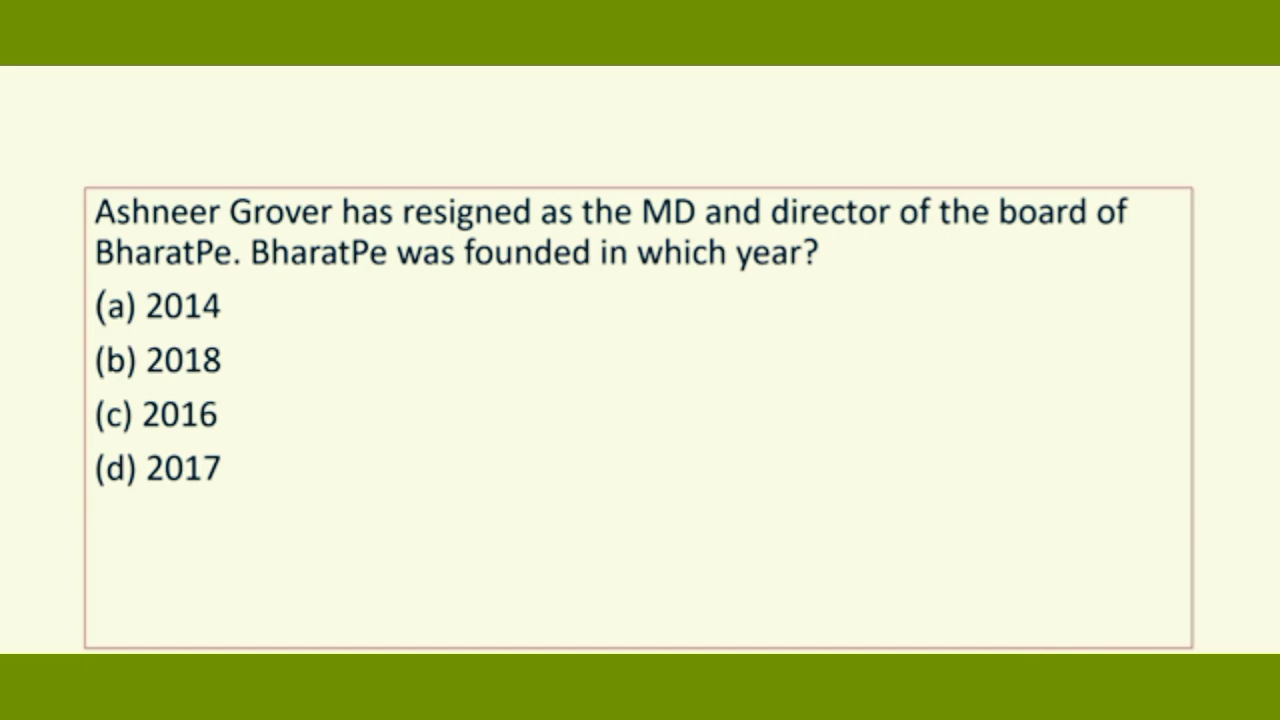 Ashneer Grover has resigned as the MD and director of the board of
BharatPe. BharatPe was founded in which year?
(a) 2014
(b) 2018
(c) 2016
(d) 2017